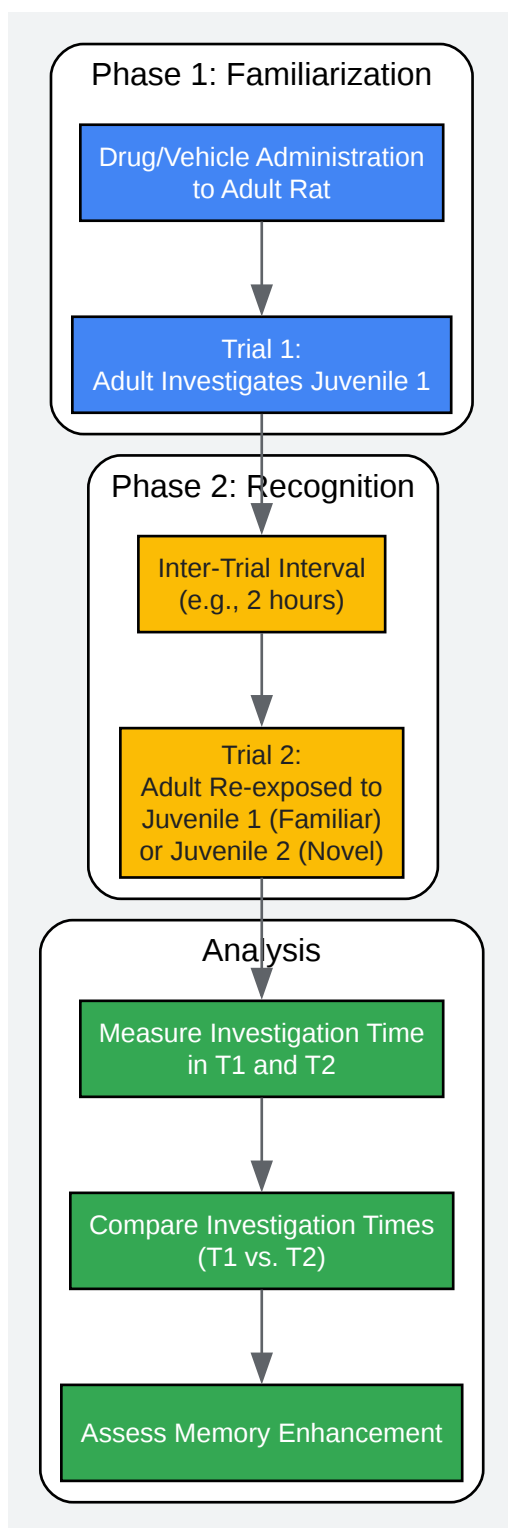 Phase 1: Familiarization
Drug/Vehicle Administration
to Adult Rat
Trial 1:
Adult Investigates Juvenile 1
Phase 2: Recognition
Inter-Trial Interval
(e.g., 2 hours)
Trial 2:
Adult Re-exposed to
Juvenile 1 (Familiar)
or Juvenile 2 (Novel)
Analysis
Measure Investigation Time
in T1 and T2
Compare Investigation Times
(T1 vs. T2)
Assess Memory Enhancement